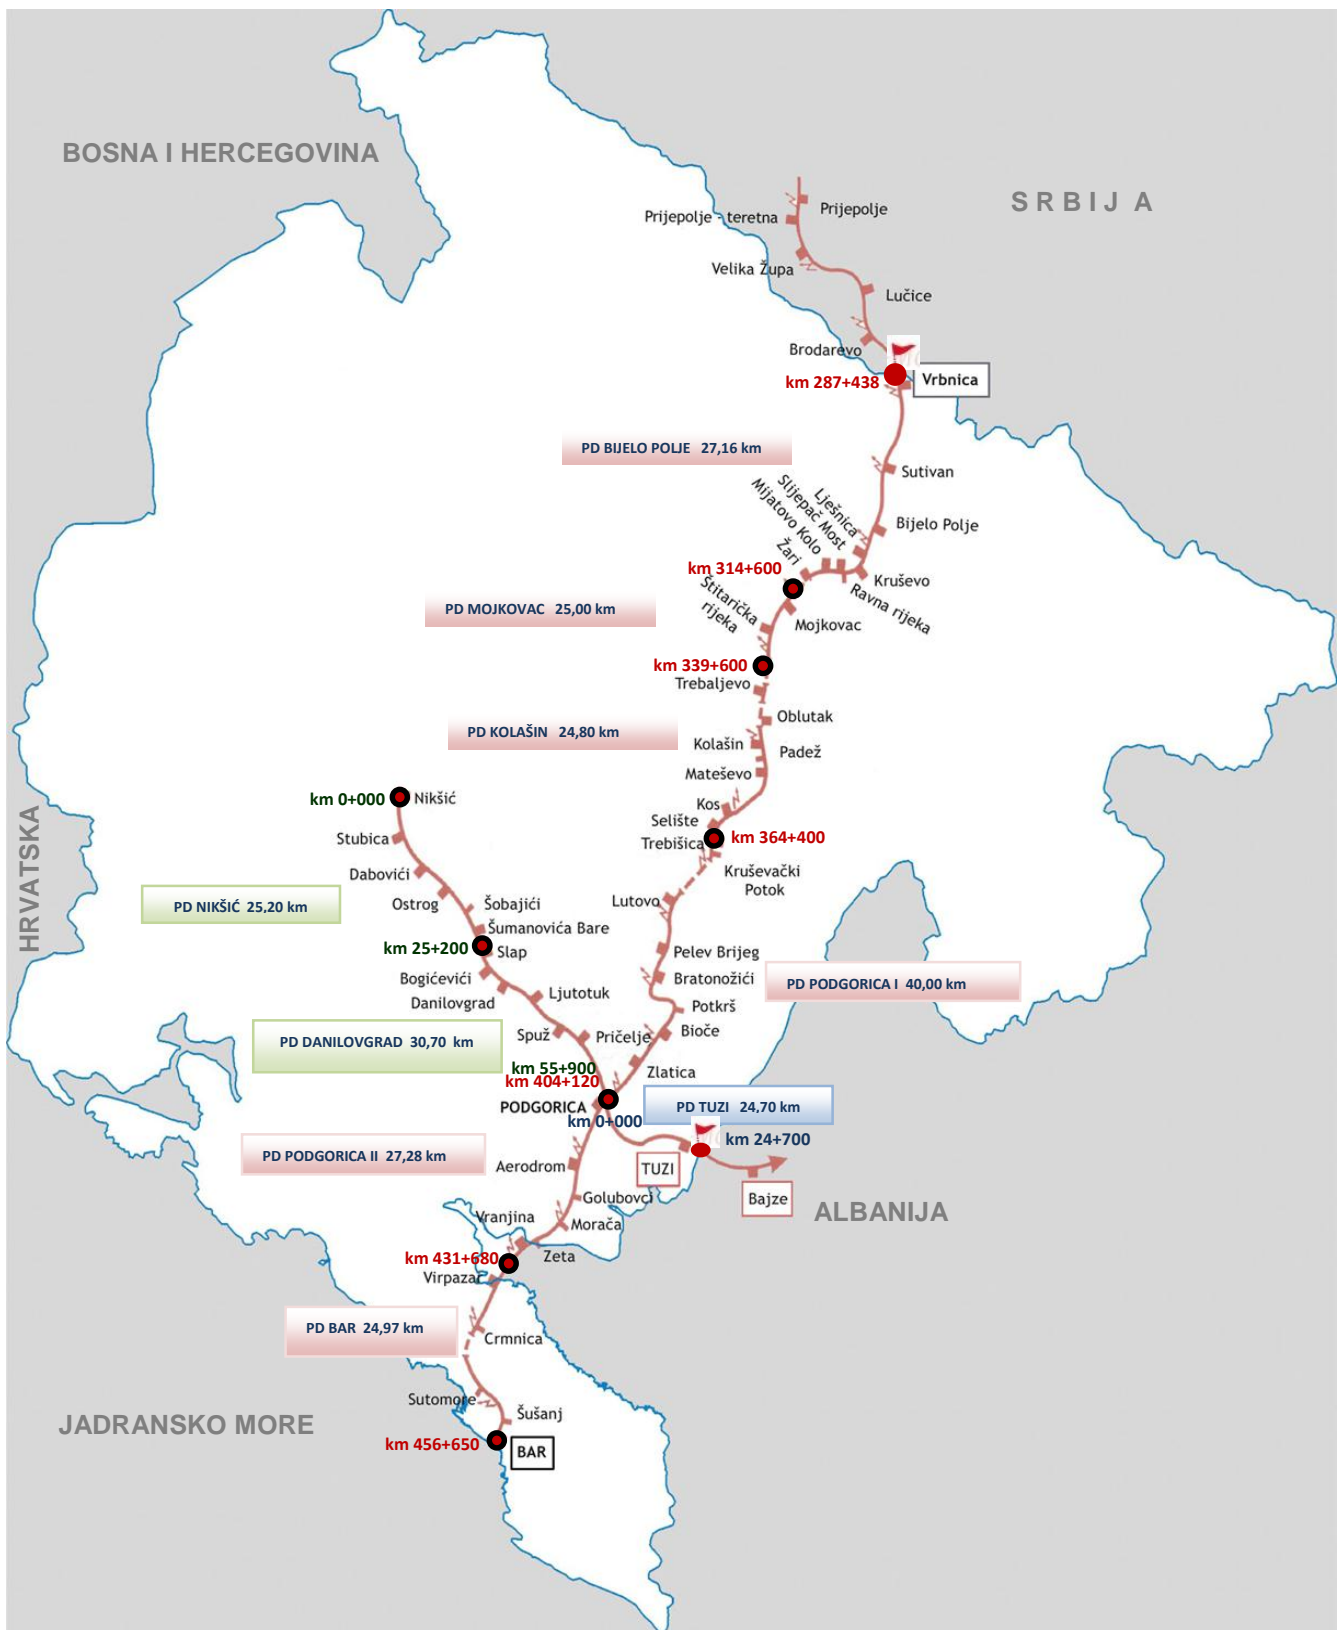 BOSNA I HERCEGOVINA
S R B I J A
Prijepolje
Prijepolje - teretna
Velika Župa
Lučice
Brodarevo
km 287+438
Vrbnica
PD BIJELO POLJE 27,16 km
Sutivan
Lješnica
Slijepač Most
Mijatovo Kolo
Žari
Bijelo Polje
km 314+600
Kruševo
Ravna rijeka
Štitarička
rijeka
PD MOJKOVAC 25,00 km
Mojkovac
km 339+600
Trebaljevo
Oblutak
PD KOLAŠIN 24,80 km
Kolašin
Padež
Mateševo
km 0+000
Nikšić
Kos
Selište
HRVATSKA
Stubica
Trebišica
km 364+400
Dabovići
Kruševački
Potok
Ostrog
Šobajići
Lutovo
PD NIKŠIĆ 25,20 km
Šumanovića Bare
km 25+200
Slap
Pelev Brijeg
Bogićevići
Bratonožići
PD PODGORICA I 40,00 km
Danilovgrad
Ljutotuk
Potkrš
Spuž
Pričelje
Bioče
PD DANILOVGRAD 30,70 km
km 55+900
km 404+120
Zlatica
PODGORICA
PD TUZI 24,70 km
km 0+000
km 24+700
PD PODGORICA II 27,28 km
Aerodrom
TUZI
Golubovci
Bajze
ALBANIJA
Vranjina
Morača
km 431+680
Zeta
Virpazar
PD BAR 24,97 km
Crmnica
Sutomore
Šušanj
JADRANSKO MORE
km 456+650
BAR